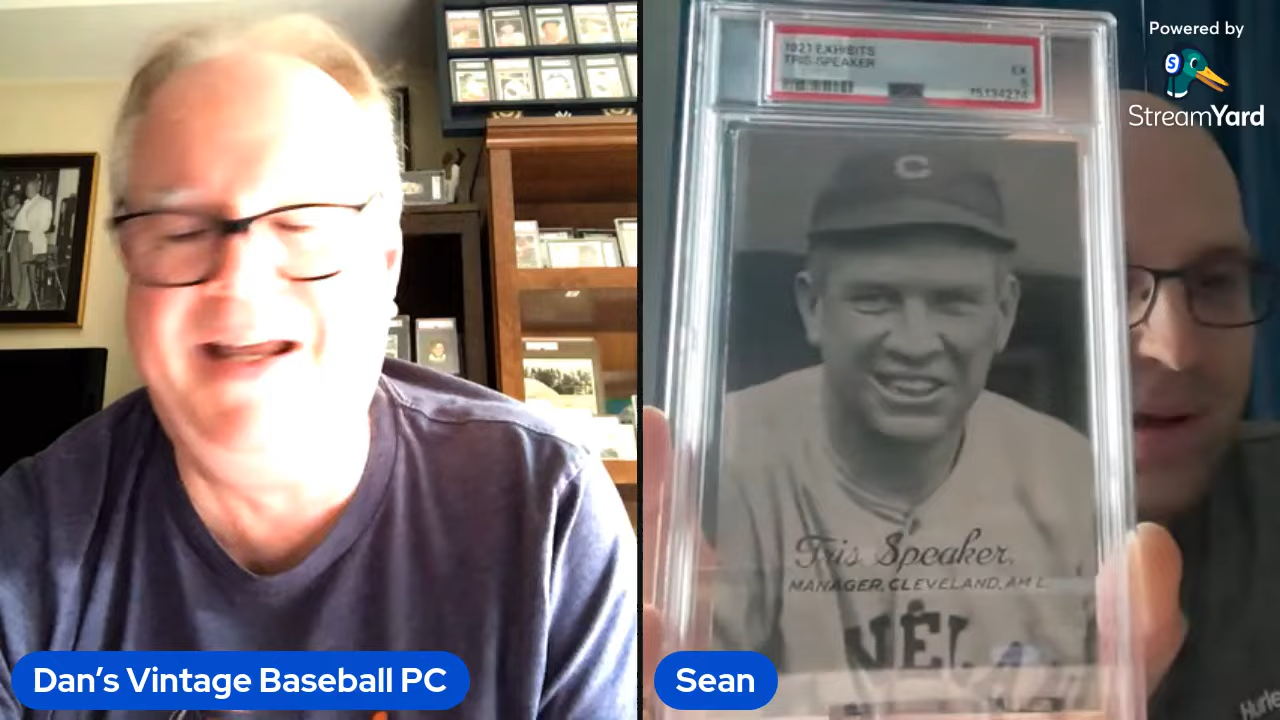 Powered by
StreamYard
1921 EXHIBITS
TRIS SPEAKER
EX
5
75134274
C
Tris Speaker,
MANAGER, CLEVELAND, AM L.
Dan's Vintage Baseball PC
Sean